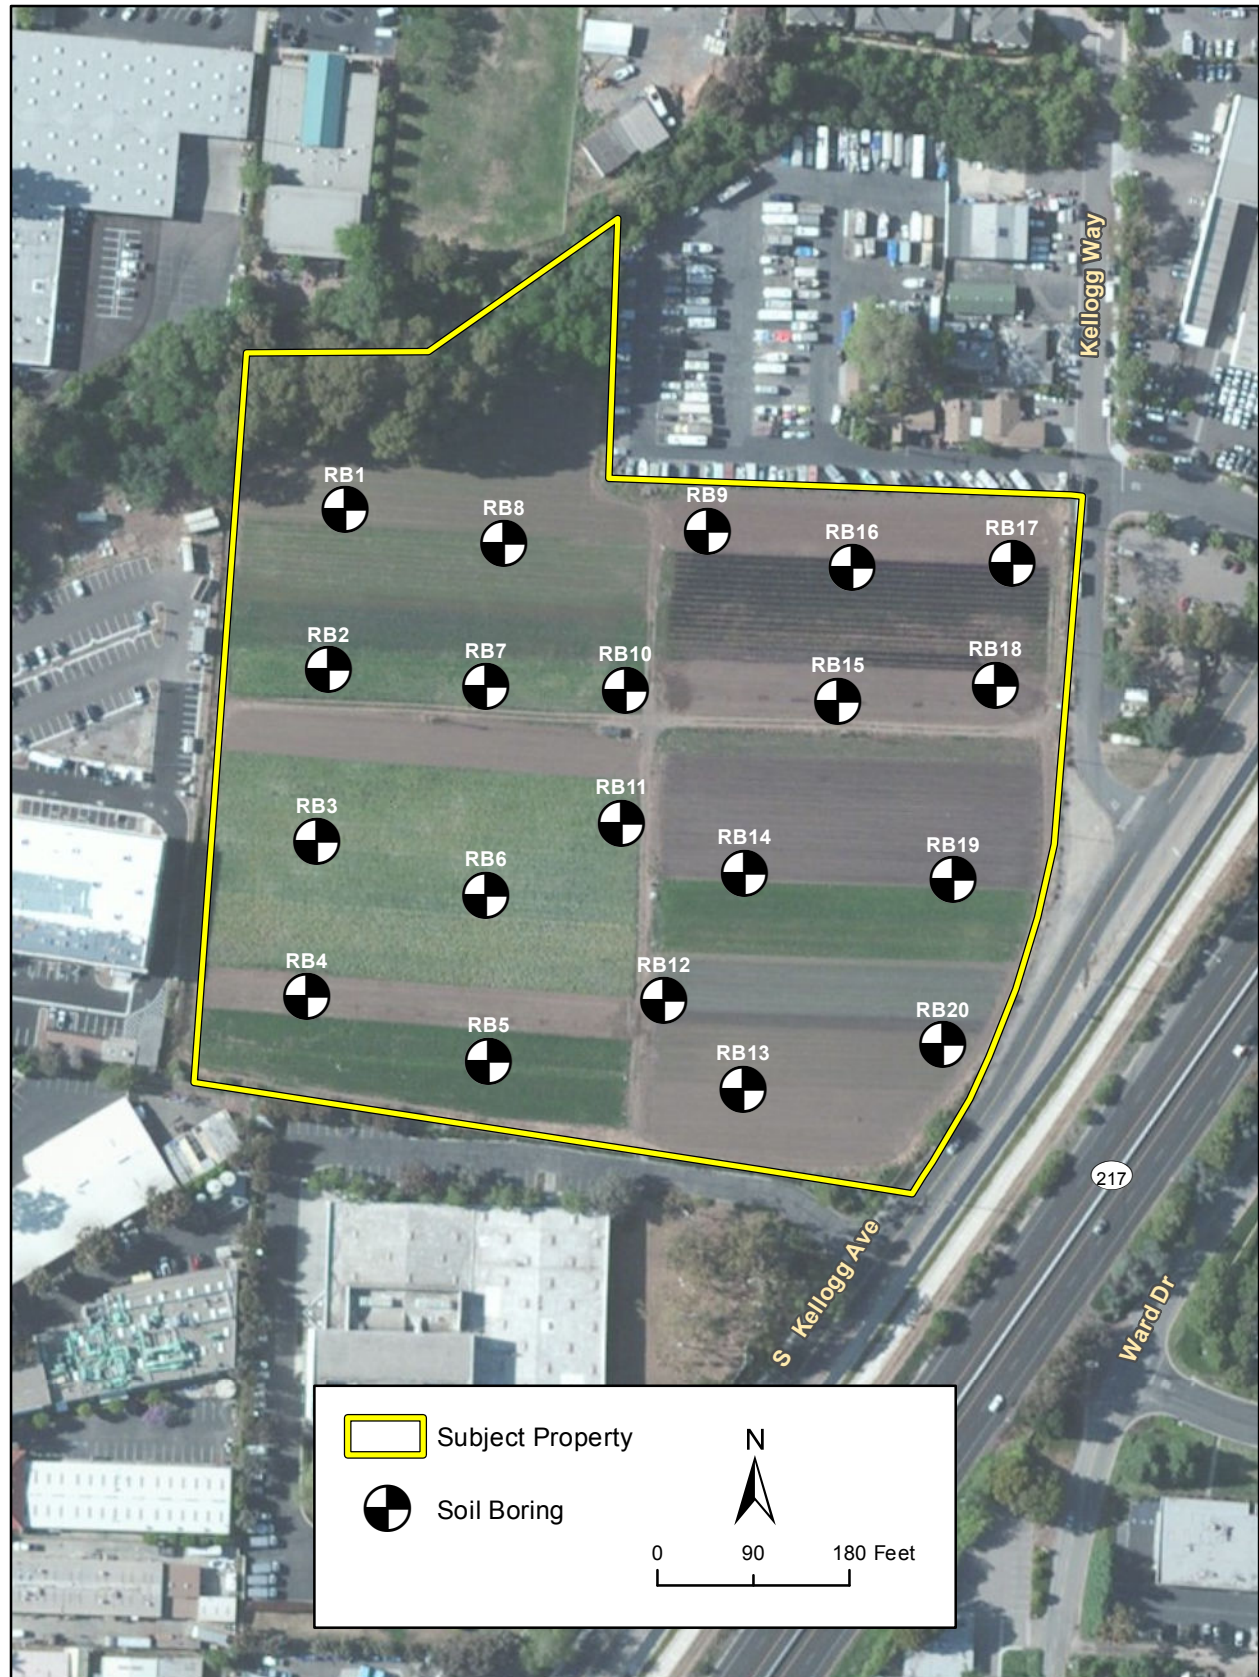 Kellogg Way
RB1
RB8
RB9
RB16
RB17
RB2
RB7
RB10
RB15
RB18
RB3
RB6
RB11
RB14
RB19
RB4
RB5
RB12
RB13
RB20
217
S Kellogg Ave
Ward Dr
Subject Property
Soil Boring
N
0 90 180 Feet